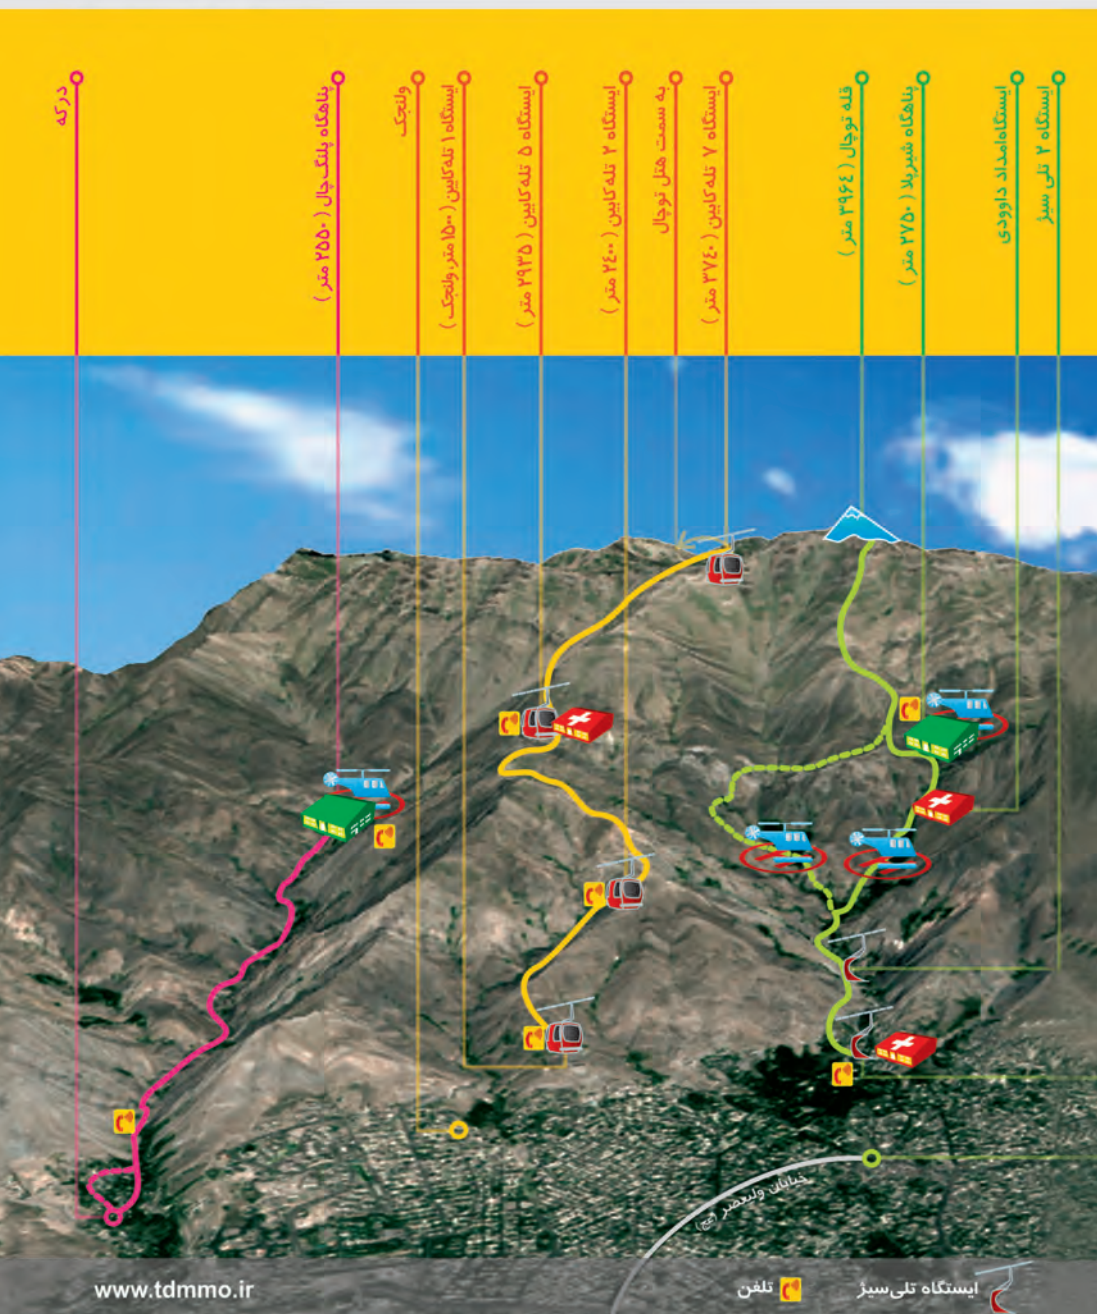 ایستگاه ۲ تلی سیژ
ایستگاه‌امداد داوودی
پناهگاه شیرپلا ( ۲۷۵۰ متر )
قله توچال ( ۳۹۶٤ متر )
ایستگاه ۷ تله‌کابین ( ۳۷٤۰ متر )
به سمت هتل توچال
ایستگاه ۲ تله‌کابین ( ۲٤۰۰ متر )
ایستگاه ۵ تله‌کابین ( ۲۹۳۵ متر )
ایستگاه ۱ تله‌کابین ( ۱۵۰۰ متر، ولنجک )
ولنجک
پناهگاه پلنگ‌چال ( ۲۵۵۰ متر )
درکه
خیابان ولیعصر (عج)
ایستگاه تلی‌سیژ
تلفن
www.tdmmo.ir